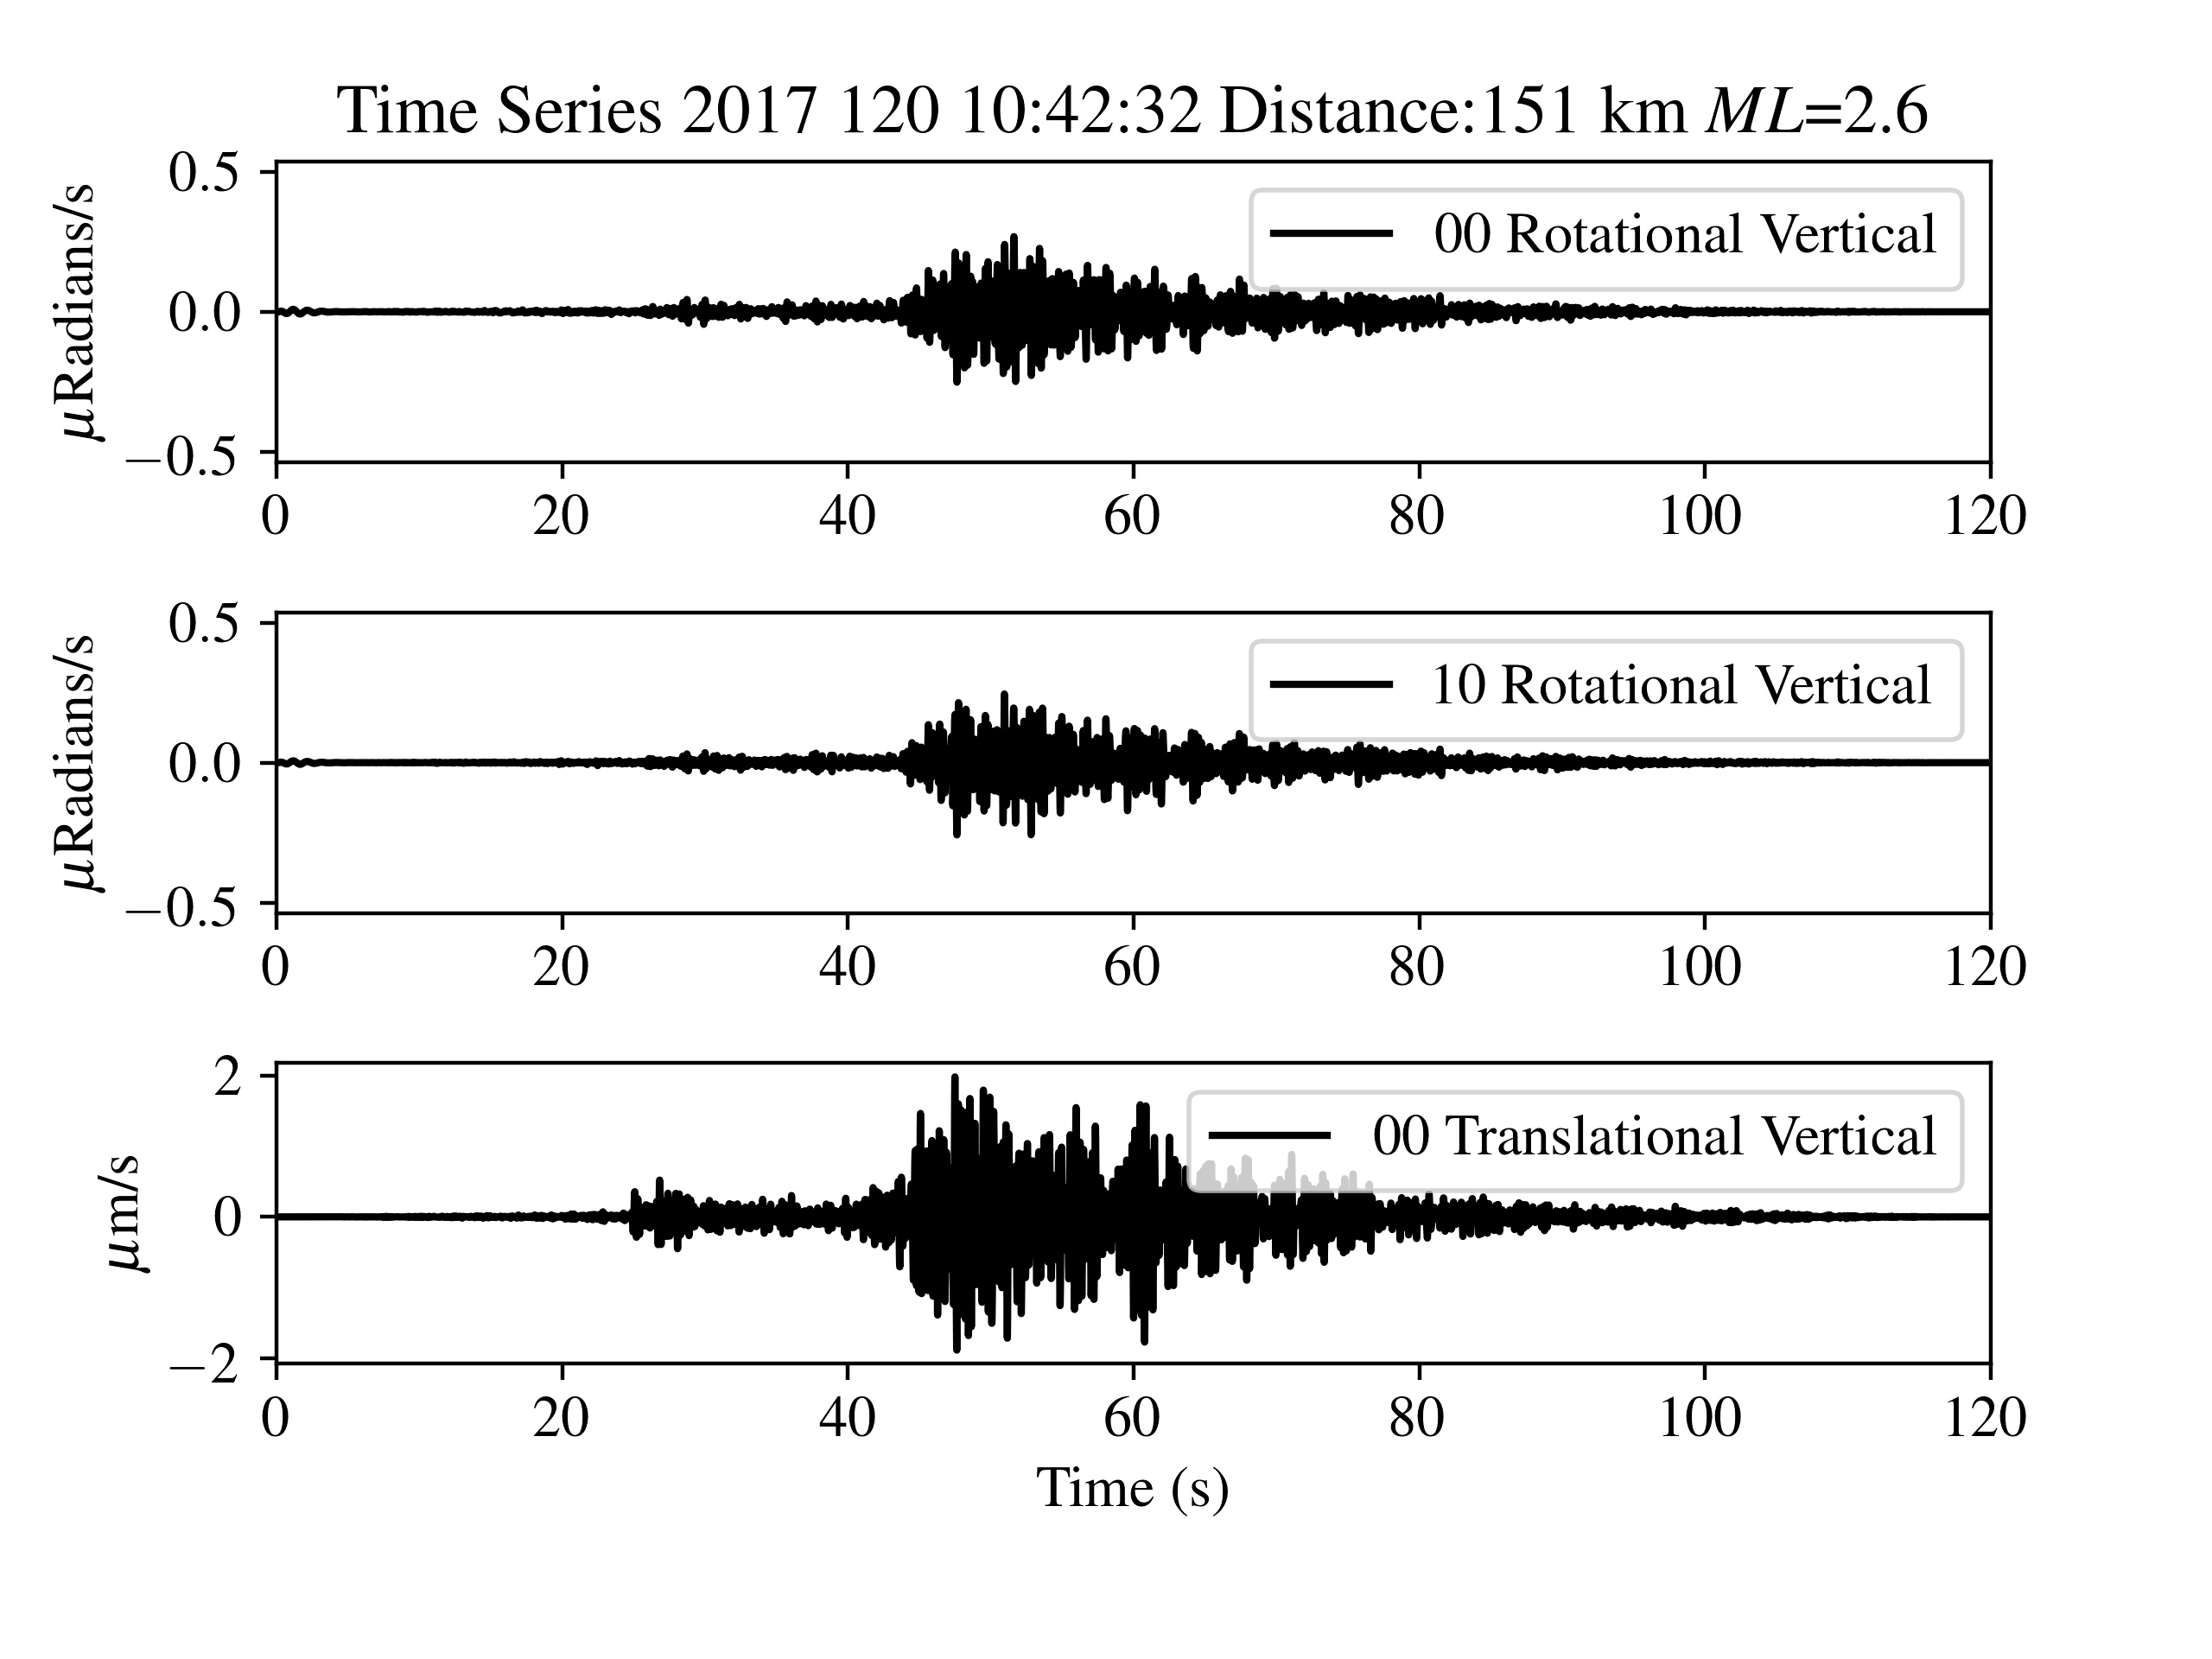 Time Series 2017 120 10:42:32 Distance:151 km ML=2.6
μRadians/s
0.5
0.0
−0.5
00 Rotational Vertical
0 20 40 60 80 100 120
μRadians/s
0.5
0.0
−0.5
10 Rotational Vertical
0 20 40 60 80 100 120
μm/s
2
0
−2
00 Translational Vertical
0 20 40 60 80 100 120
Time (s)